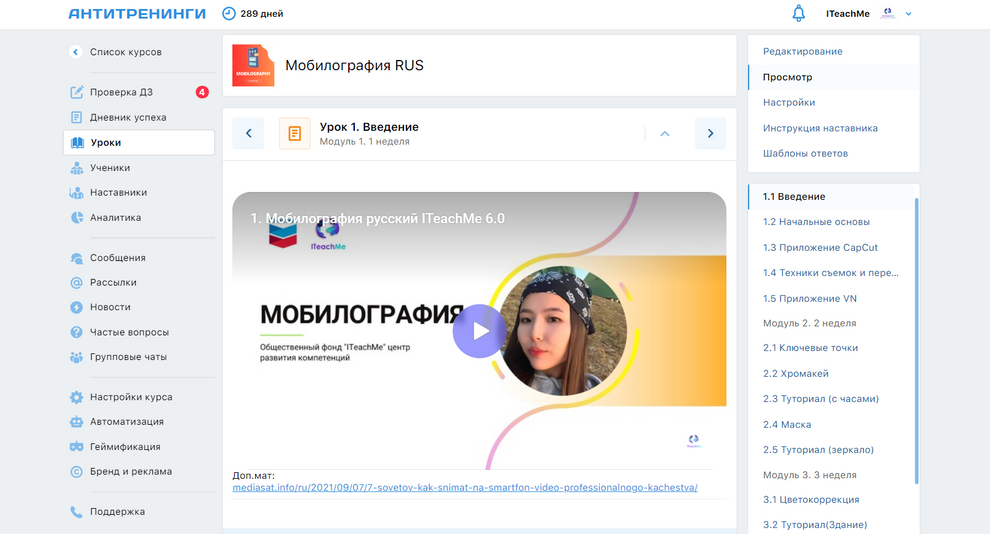 АНТИТРЕНИНГИ
289 дней
ITeachMe
Список курсов
Проверка ДЗ
4
Дневник успеха
Уроки
Ученики
Наставники
Аналитика
Сообщения
Рассылки
Новости
Частые вопросы
Групповые чаты
Настройки курса
Автоматизация
Геймификация
Бренд и реклама
Поддержка
MOBILOGRAPHY
Мобилография RUS
Урок 1. Введение
Модуль 1. 1 неделя
1. Мобилография русский ITeachMe 6.0
ITeachMe
МОБИЛОГРАФИЯ
Общественный фонд "ITeachMe" центр
развития компетенций
Доп.мат:
mediasat.info/ru/2021/09/07/7-sovetov-kak-snimat-na-smartfon-video-professionalnogo-kachestva/
Редактирование
Просмотр
Настройки
Инструкция наставника
Шаблоны ответов
1.1 Введение
1.2 Начальные основы
1.3 Приложение CapCut
1.4 Техники съемок и пере...
1.5 Приложение VN
Модуль 2. 2 неделя
2.1 Ключевые точки
2.2 Хромакей
2.3 Туториал (с часами)
2.4 Маска
2.5 Туториал (зеркало)
Модуль 3. 3 неделя
3.1 Цветокоррекция
3.2 Туториал(Здание)